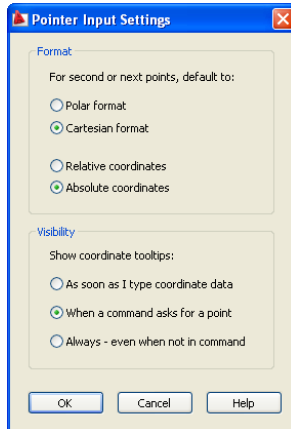 Pointer Input Settings
Format
For second or next points, default to:
Polar format
Cartesian format
Relative coordinates
Absolute coordinates
Visibility
Show coordinate tooltips:
As soon as I type coordinate data
When a command asks for a point
Always - even when not in command
OK Cancel Help